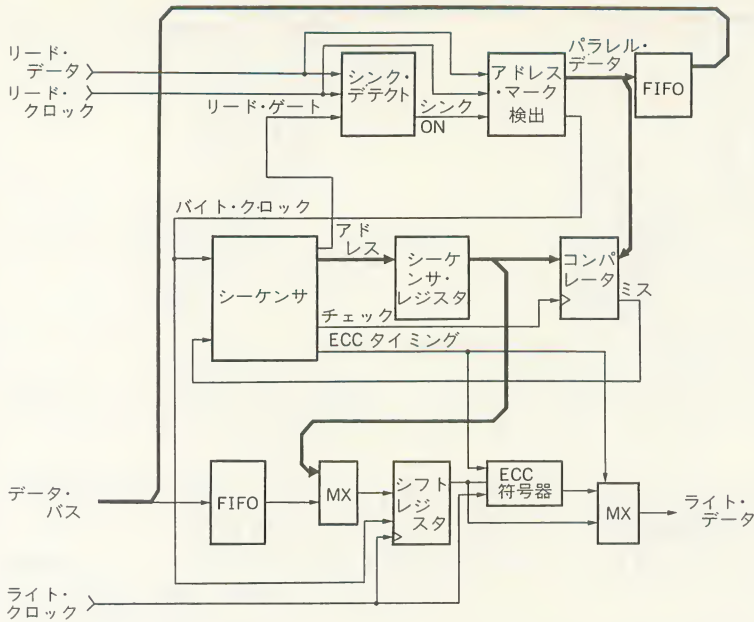 リード・
データ
リード・
クロック
リード・ゲート
シンク・
デテクト
シンク
ON
アドレス
・マーク
検出
パラレル・
データ
FIFO
バイト・クロック
シーケンサ
アド
レス
シーケ
ンサ・
レジスタ
コンパ
レータ
ミス
チェック
ECCタイミング
データ・
バス
FIFO
MX
シフト
レジ
スタ
ECC
符号器
MX
ライト・
データ
ライト・
クロック